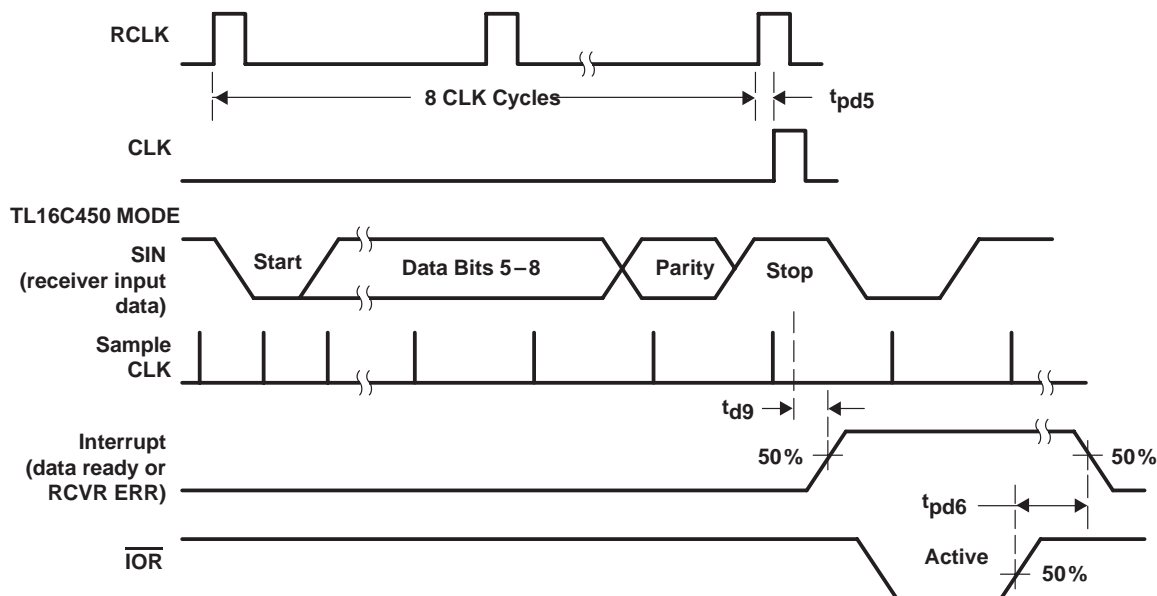 RCLK
8 CLK Cycles
tpd5
CLK
TL16C450 MODE
SIN
(receiver input
data)
Start
Data Bits 5–8
Parity
Stop
Sample
CLK
td9
Interrupt
(data ready or
RCVR ERR)
50%
50%
tpd6
IOR
Active
50%